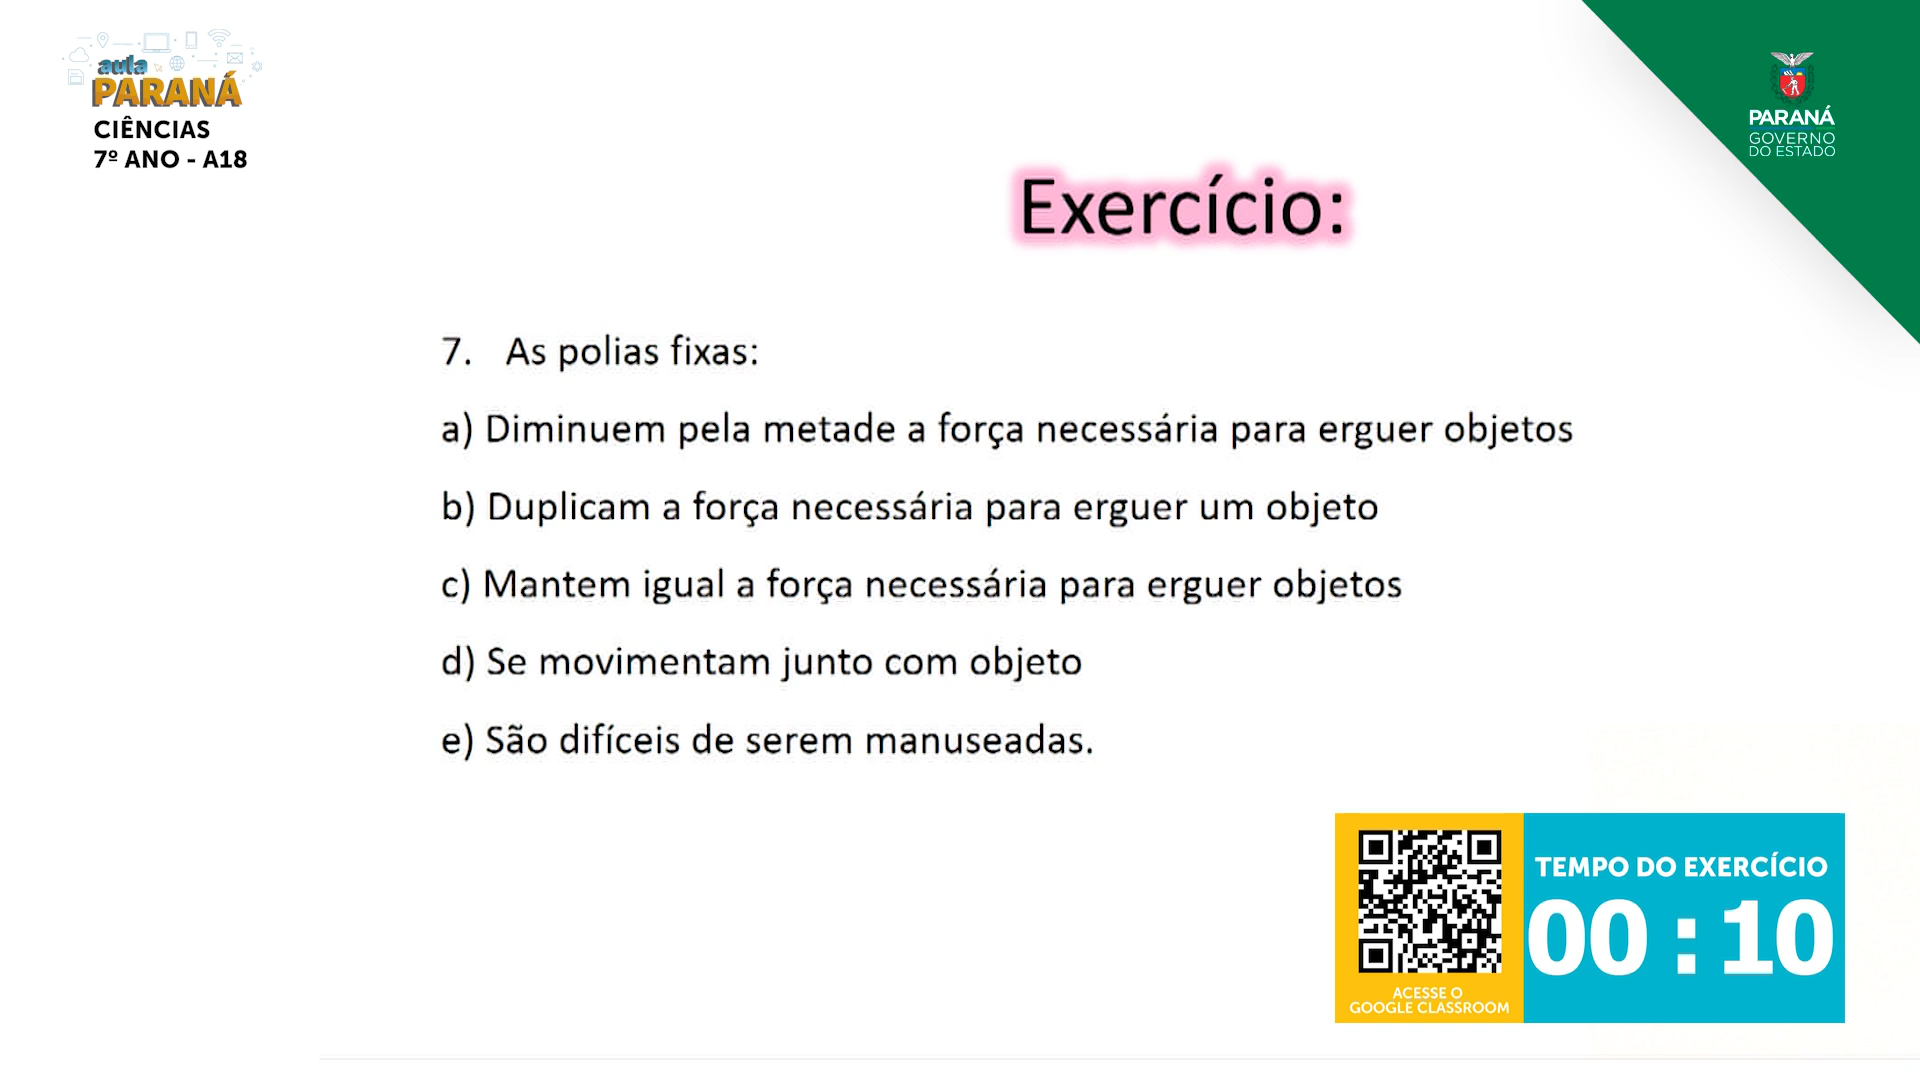 aula
PARANÁ
CIÊNCIAS
7º ANO - A18
PARANÁ
GOVERNO
DO ESTADO
Exercício:
7. As polias fixas:
a) Diminuem pela metade a força necessária para erguer objetos
b) Duplicam a força necessária para erguer um objeto
c) Mantem igual a força necessária para erguer objetos
d) Se movimentam junto com objeto
e) São difíceis de serem manuseadas.
TEMPO DO EXERCÍCIO
00 : 10
ACESSE O
GOOGLE CLASSROOM